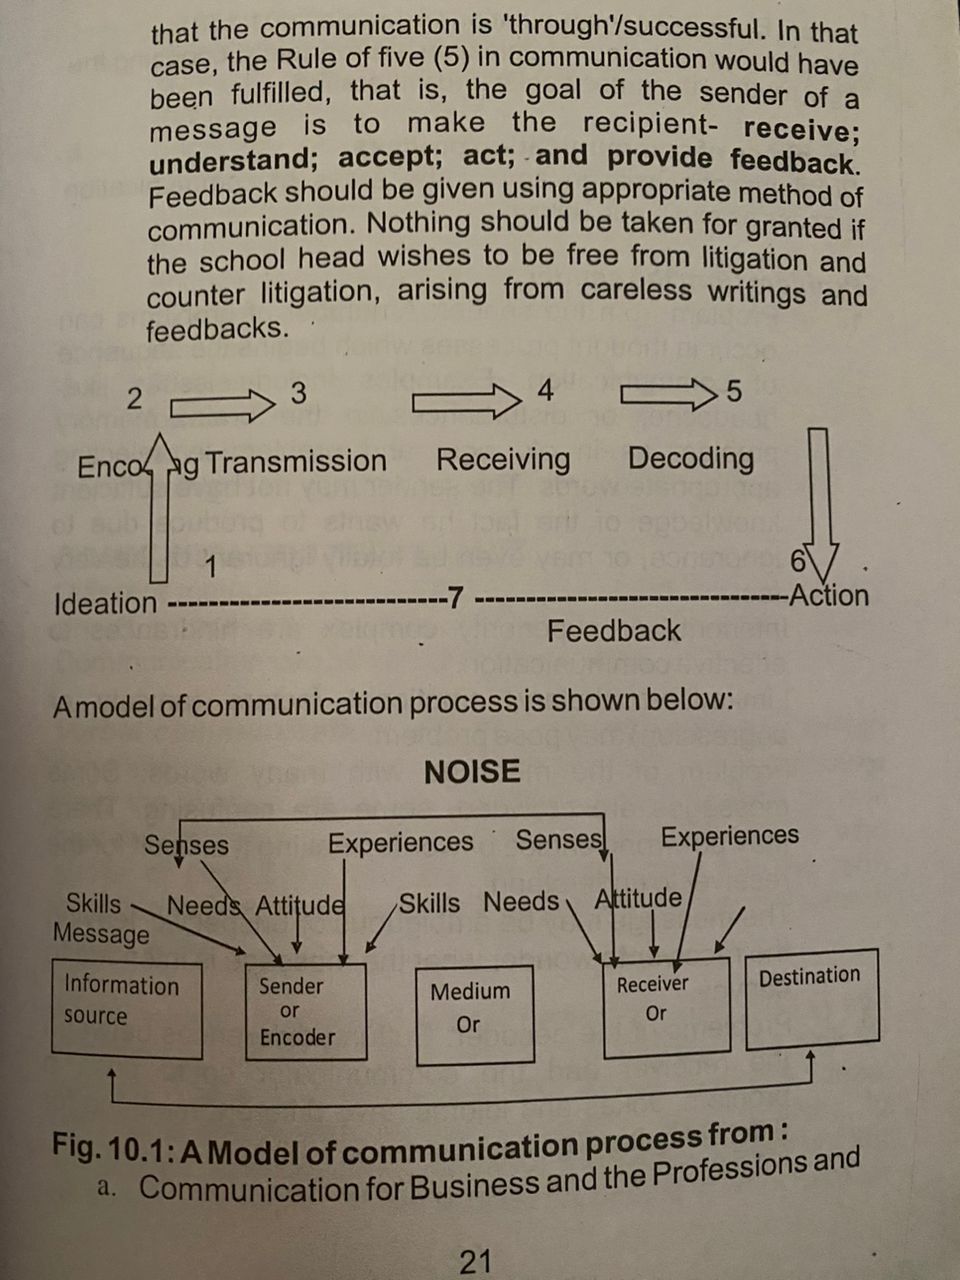 that the communication is 'through'/successful. In that
case, the Rule of five (5) in communication would have
been fulfilled, that is, the goal of the sender of a
message is to make the recipient- receive;
understand; accept; act; and provide feedback.
Feedback should be given using appropriate method of
communication. Nothing should be taken for granted if
the school head wishes to be free from litigation and
counter litigation, arising from careless writings and
feedbacks.
2 3 4 5
Encoding Transmission Receiving Decoding
1 6
Ideation ---------------------------7 ------------------------------Action
Feedback
A model of communication process is shown below:
NOISE
Senses Experiences Senses Experiences
Skills Needs Attitude Skills Needs Attitude
Message
Information
source
Sender
or
Encoder
Medium
Or
Receiver
Or
Destination
Fig. 10.1: A Model of communication process from :
a. Communication for Business and the Professions and
21